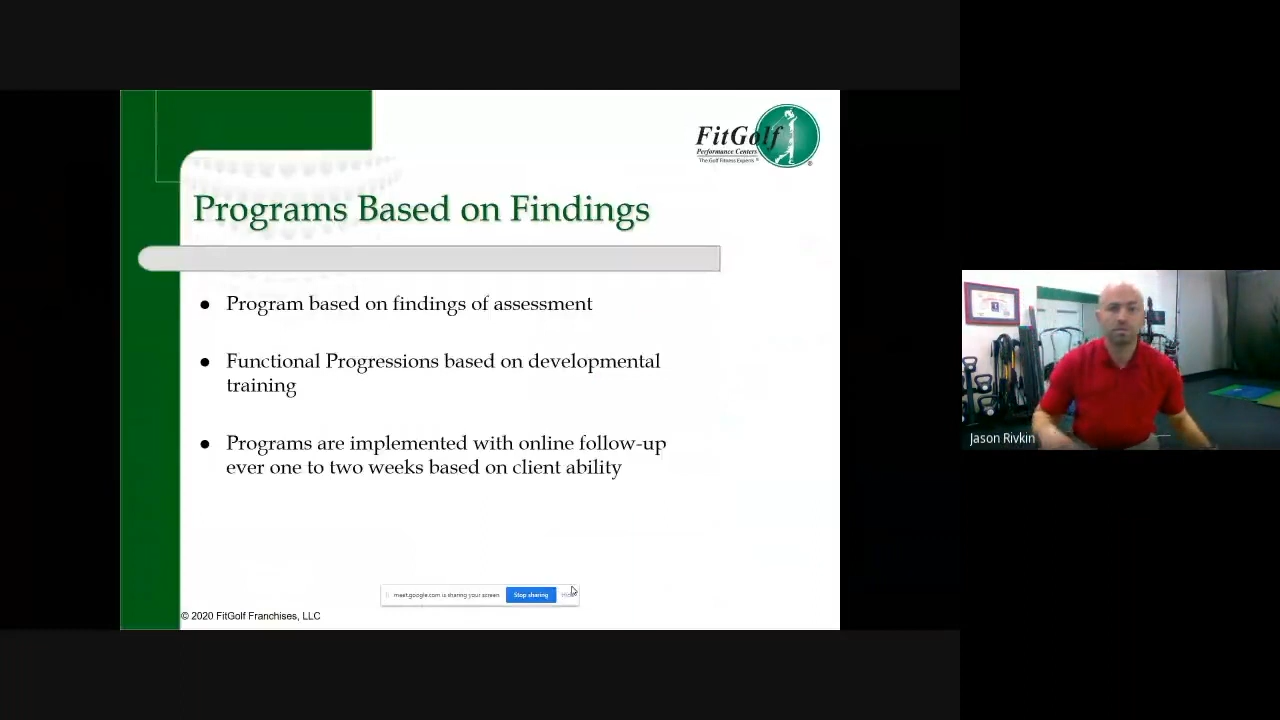 FitGolf
Performance Centers
The Golf Fitness Experts
®
Programs Based on Findings
● Program based on findings of assessment
● Functional Progressions based on developmental
training
● Programs are implemented with online follow-up
ever one to two weeks based on client ability
meet.google.com is sharing your screen
Stop sharing
Hide
© 2020 FitGolf Franchises, LLC
Jason Rivkin